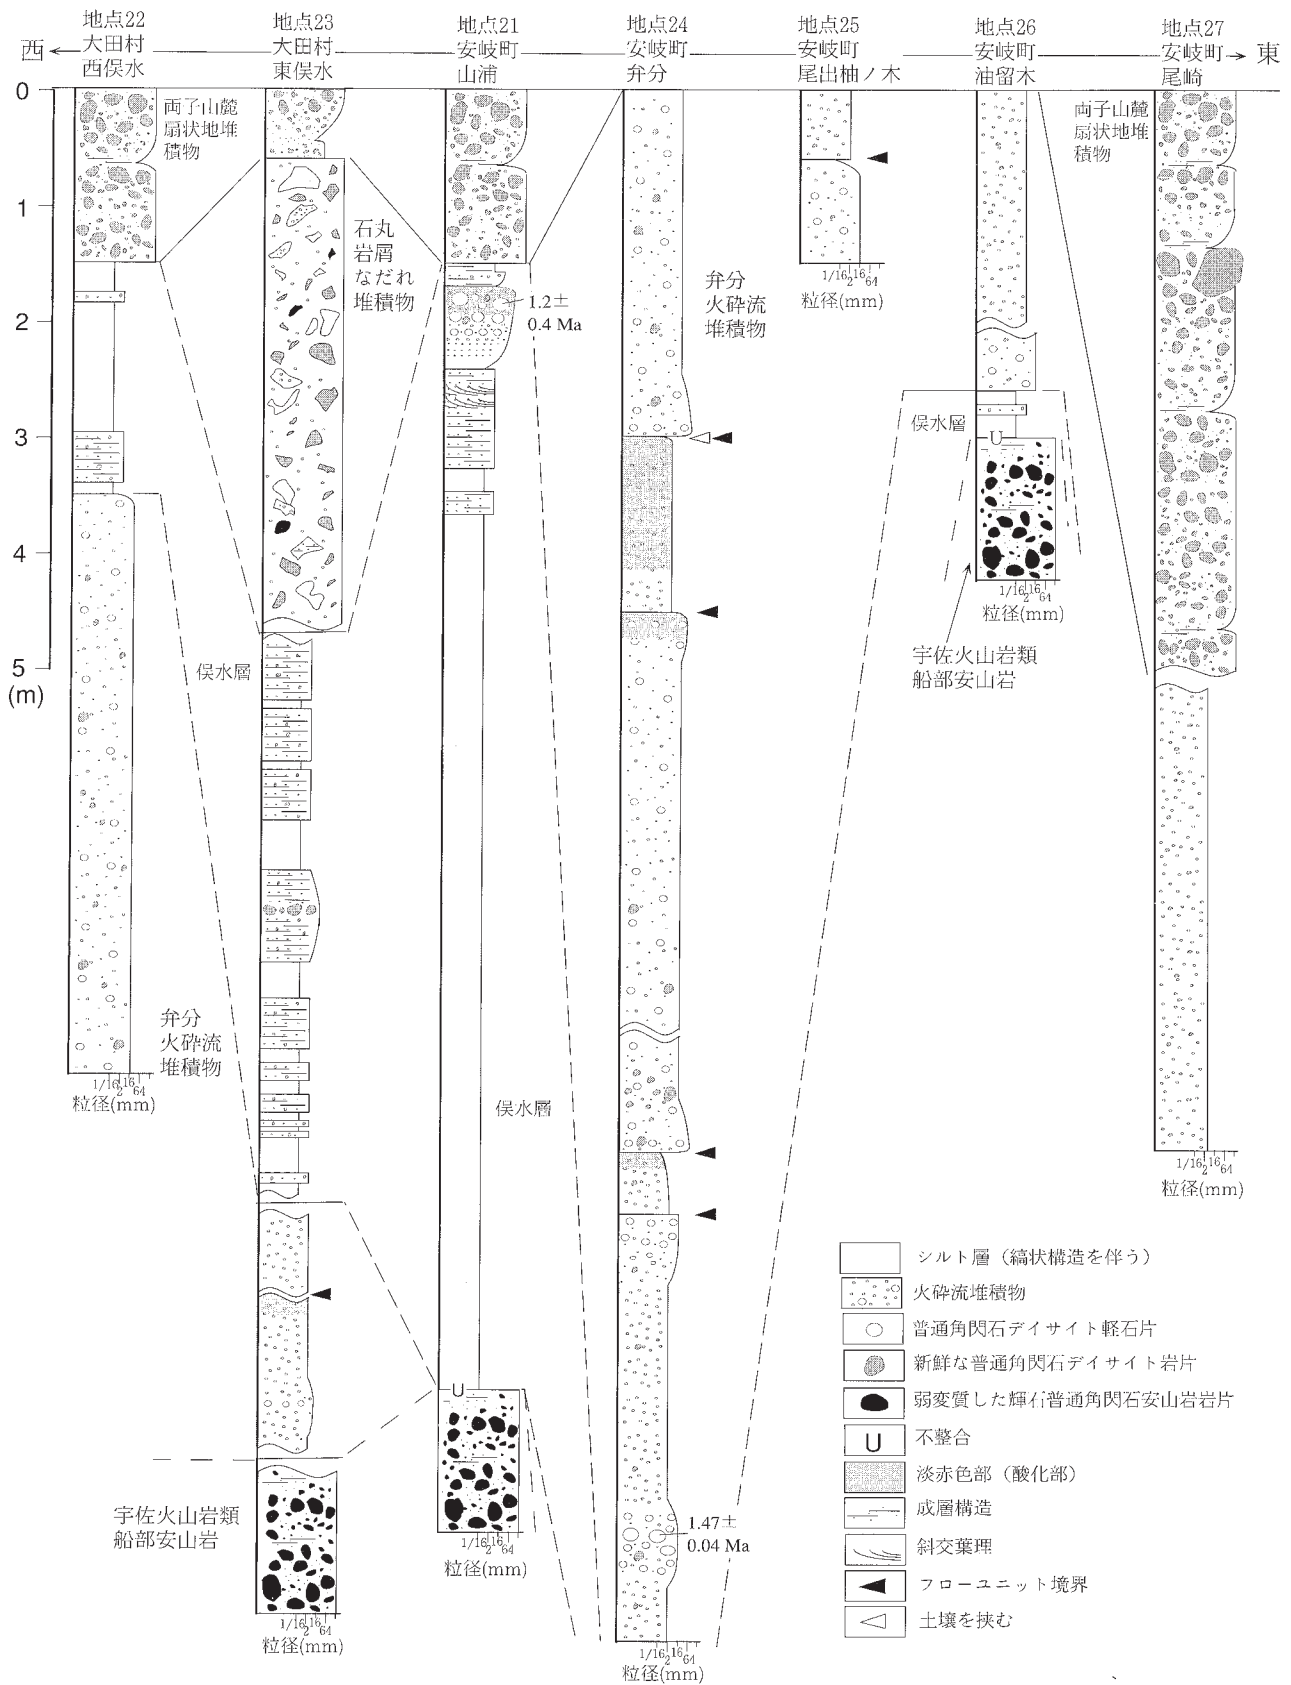 西
地点22
大田村
西俣水
地点23
大田村
東俣水
地点21
安岐町
山浦
地点24
安岐町
弁分
地点25
安岐町
尾出柚ノ木
地点26
安岐町
油留木
地点27
安岐町
尾崎
東
0
1
2
3
4
5
(m)
両子山麓
扇状地堆
積物
石丸
岩屑
なだれ
堆積物
1.2±
0.4 Ma
弁分
火砕流
堆積物
1/16 2 16 64
粒径(mm)
俣水層
U
1/16 2 16 64
粒径(mm)
宇佐火山岩類
船部安山岩
両子山麓
扇状地堆
積物
俣水層
弁分
火砕流
堆積物
1/16 2 16 64
粒径(mm)
俣水層
1/16 2 16 64
粒径(mm)
U
宇佐火山岩類
船部安山岩
1/16 2 16 64
粒径(mm)
1/16 2 16 64
粒径(mm)
1.47±
0.04 Ma
1/16 2 16 64
粒径(mm)
シルト層（縞状構造を伴う）
火砕流堆積物
普通角閃石デイサイト軽石片
新鮮な普通角閃石デイサイト岩片
弱変質した輝石普通角閃石安山岩岩片
U
不整合
淡赤色部（酸化部）
成層構造
斜交葉理
フローユニット境界
土壌を挟む